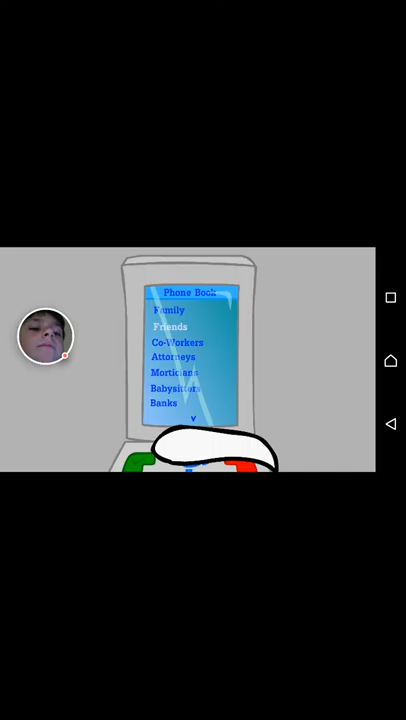 Phone Book
Family
Friends
Co-Workers
Attorneys
Morticians
Babysitters
Banks